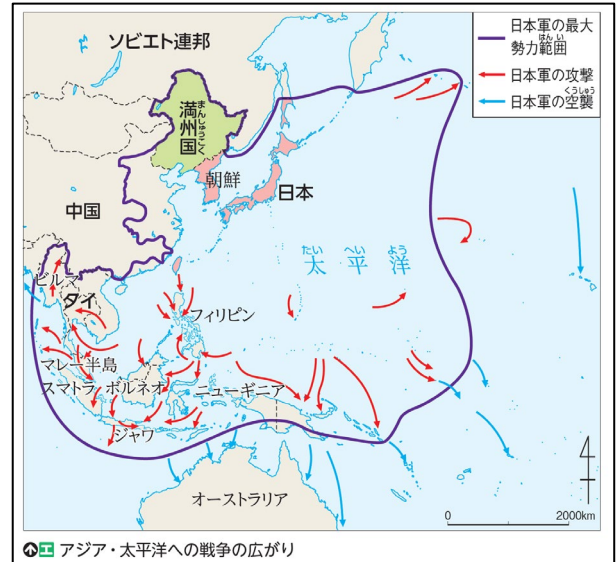 ソビエト連邦
日本軍の最大
勢力範囲
はんい
日本軍の攻撃
日本軍の空襲
くうしゅう
満州国
まんしゅうこく
朝鮮
日本
中国
太平洋
たいへいよう
ビルマ
タイ
フィリピン
マレー半島
スマトラ
ボルネオ
ニューギニア
ジャワ
オーストラリア
0
2000km
エ アジア・太平洋への戦争の広がり